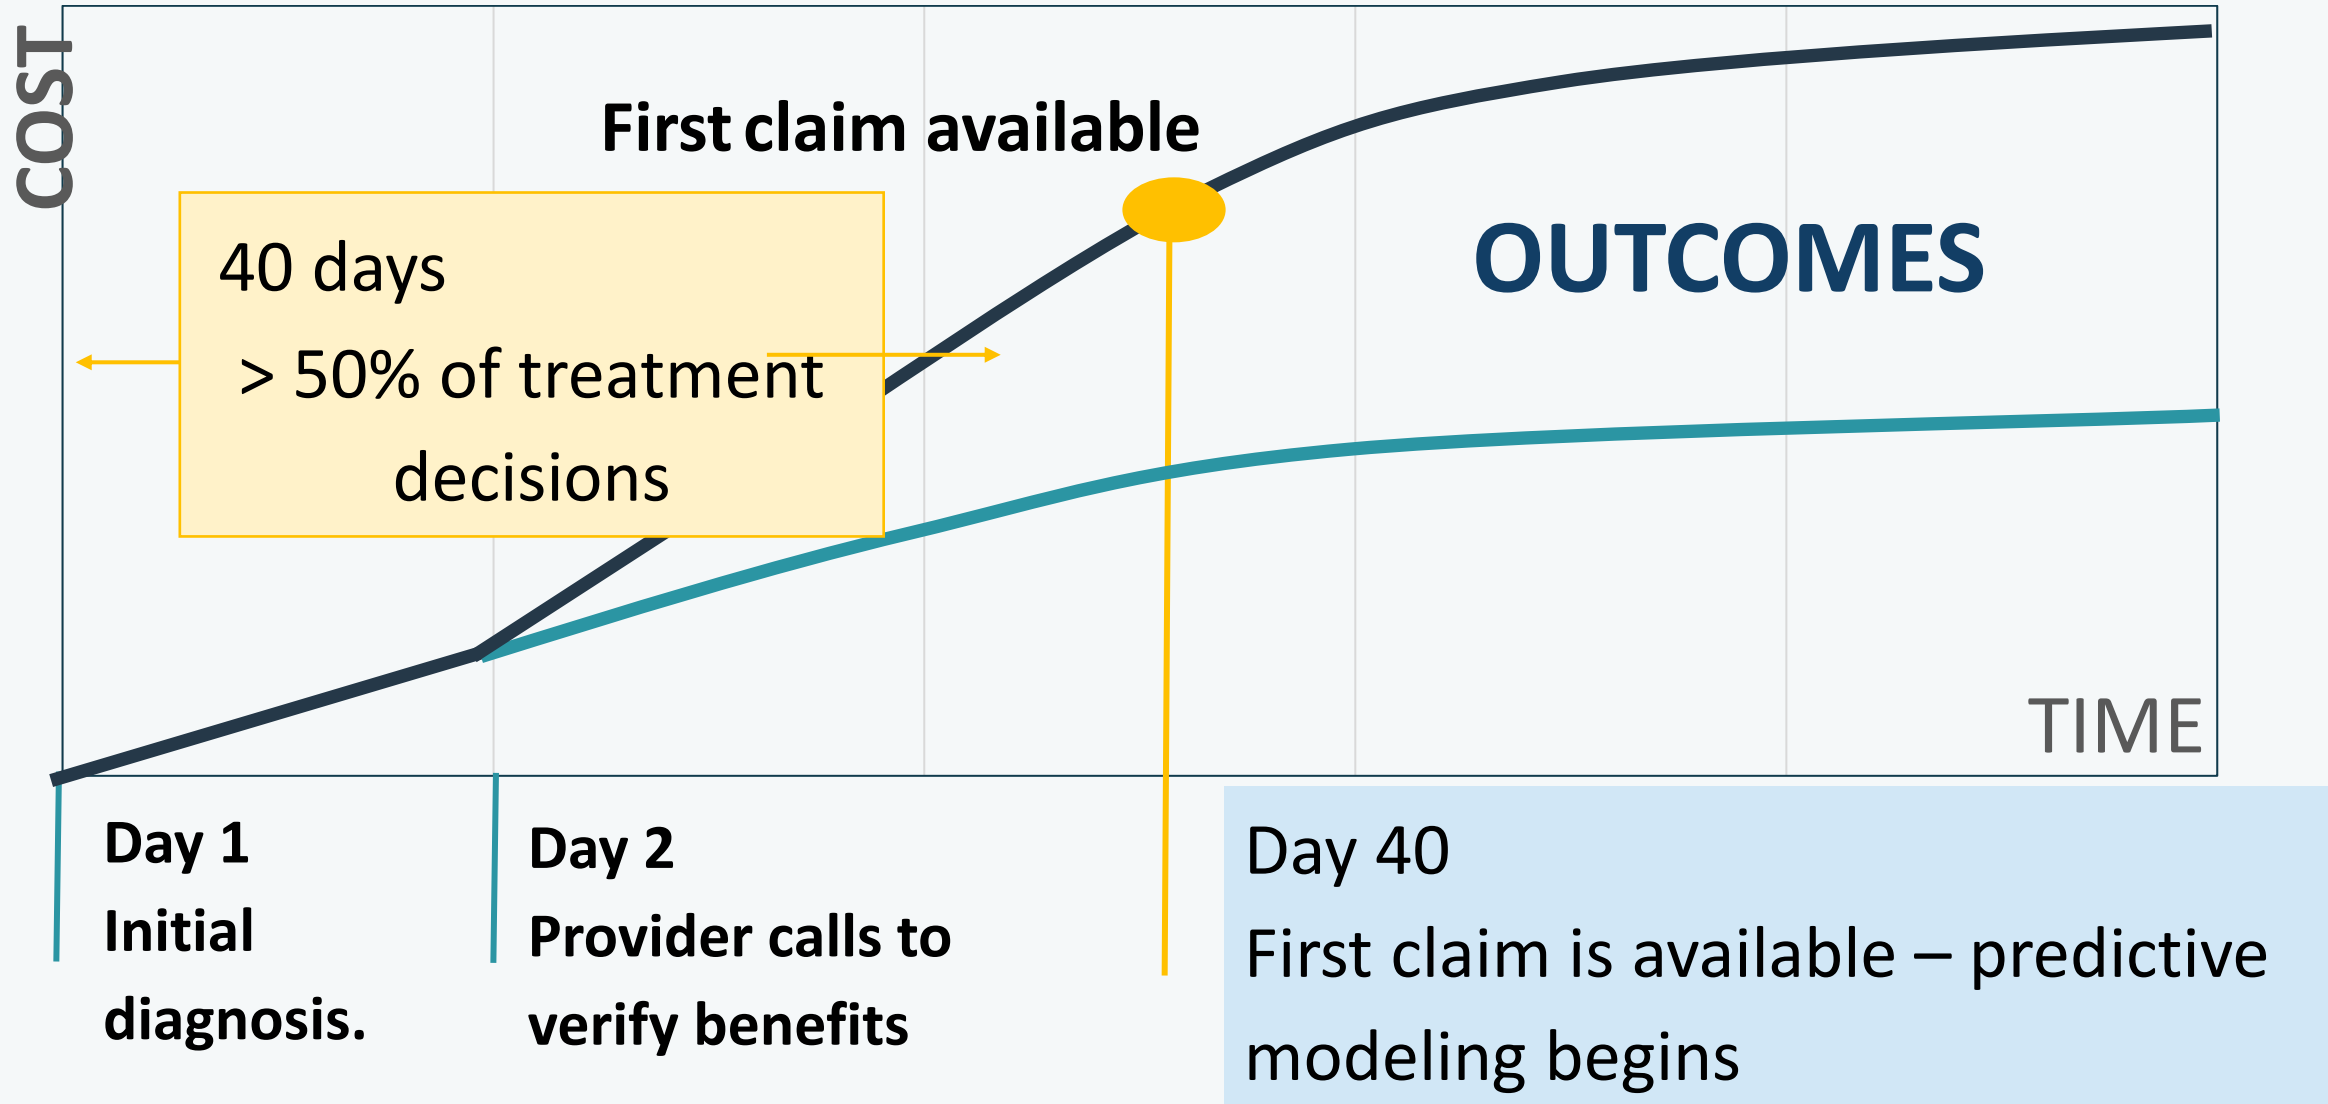 COST
First claim available
40 days
> 50% of treatment
decisions
OUTCOMES
TIME
Day 1
Initial
diagnosis.
Day 2
Provider calls to
verify benefits
Day 40
First claim is available – predictive
modeling begins